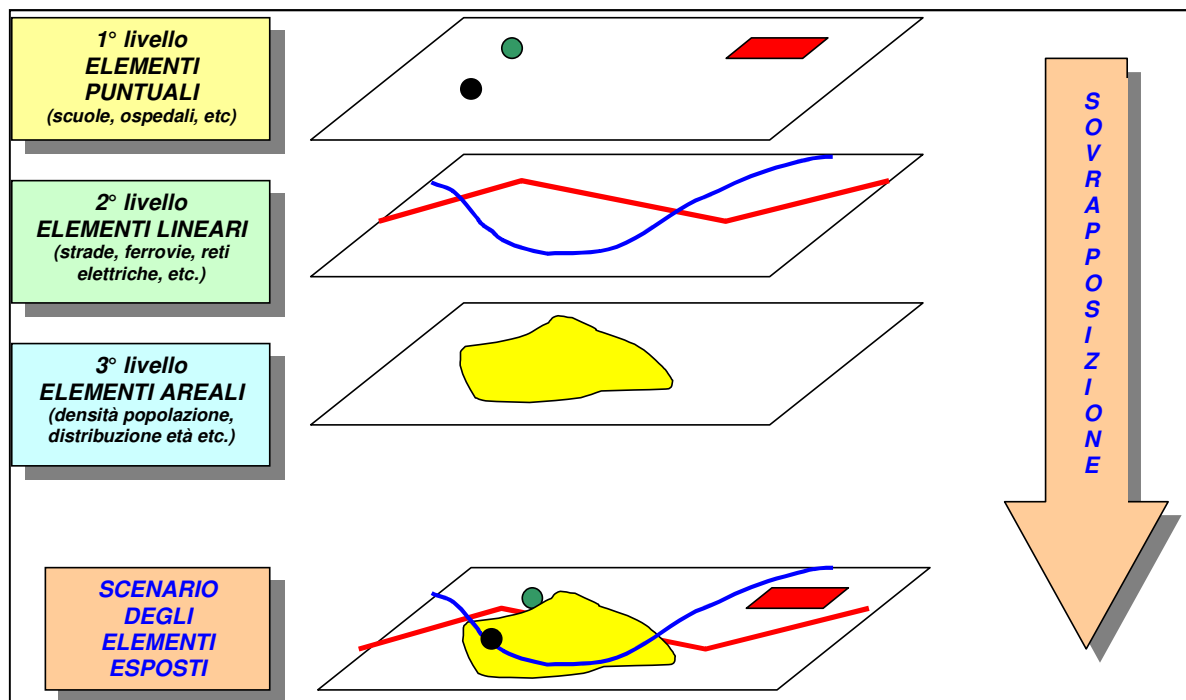 1° livello
ELEMENTI
PUNTUALI
(scuole, ospedali, etc)
2° livello
ELEMENTI LINEARI
(strade, ferrovie, reti
elettriche, etc.)
3° livello
ELEMENTI AREALI
(densità popolazione,
distribuzione età etc.)
SCENARIO
DEGLI
ELEMENTI
ESPOSTI
SOVRAPPOSIZIONE